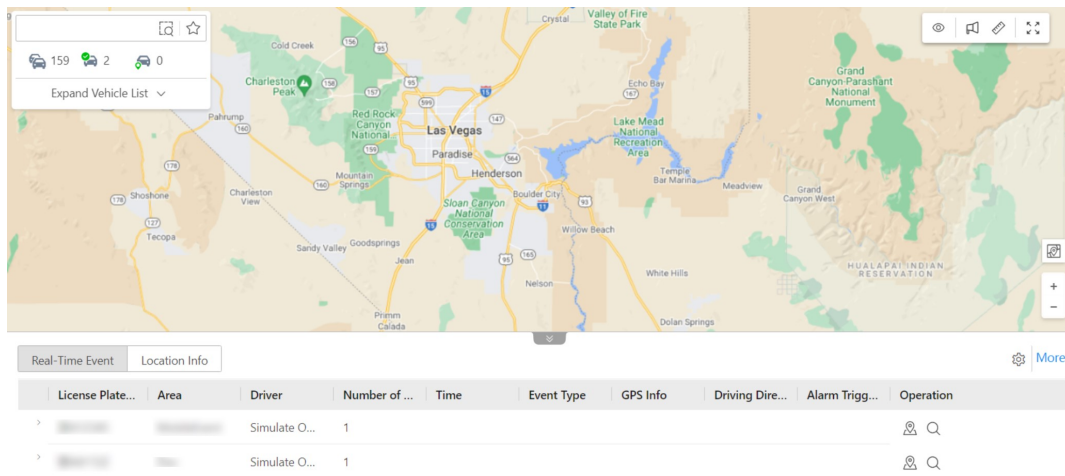 159 2 0
Expand Vehicle List
Crystal
Valley of Fire
State Park
Cold Creek
156
95
Charleston
Peak
158
157
95
15
599
Echo Bay
167
Grand
Canyon-Parashant
National
Monument
Pahrump
160
Red Rock
Canyon
National
147
Las Vegas
Lake Mead
National
Recreation
Area
159
Paradise
564
178
Henderson
Temple
Bar Marina
Meadview
Mountain
Springs
160
Shoshone
178
Charleston
View
Boulder City
11
93
Grand
Canyon West
Sloan Canyon
National
Conservation
Area
15
127
Tecopa
Willow Beach
Sandy Valley
Goodsprings
Jean
95
165
HUALAPAI INDIAN
RESERVATION
White Hills
Nelson
Primm
Calada
Dolan Springs
Real-Time Event Location Info More
License Plate... Area Driver Number of ... Time Event Type GPS Info Driving Dire... Alarm Trigg... Operation
Simulate O... 1
Simulate O... 1